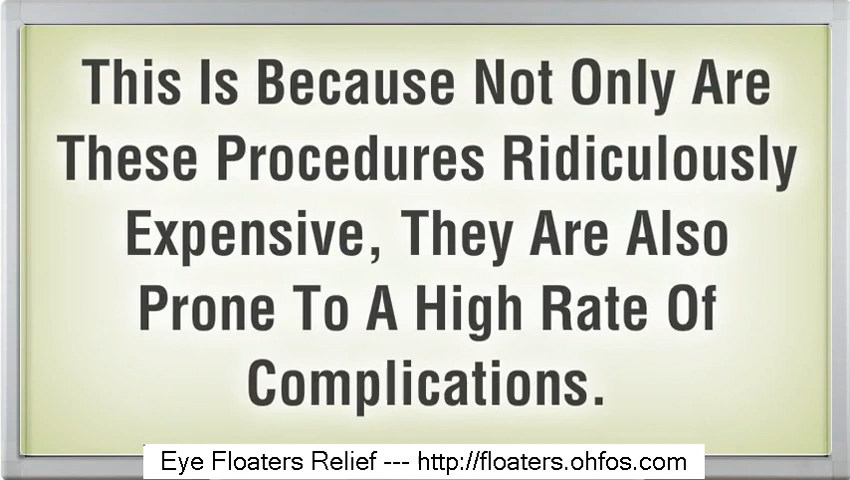 This Is Because Not Only Are
These Procedures Ridiculously
Expensive, They Are Also
Prone To A High Rate Of
Complications.
Eye Floaters Relief --- http://floaters.ohfos.com